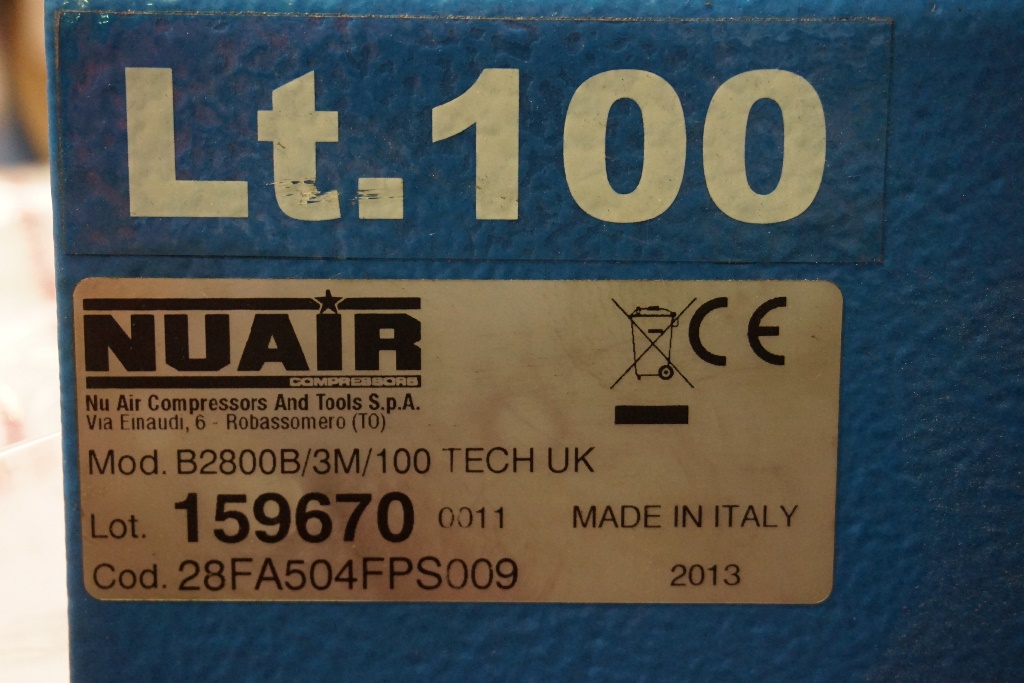 Lt.100
NUAIR
COMPRESSORS
CE
Nu Air Compressors And Tools S.p.A.
Via Einaudi, 6 - Robassomero (TO)
Mod. B2800B/3M/100 TECH UK
Lot. 159670 0011 MADE IN ITALY
Cod. 28FA504FPS009 2013